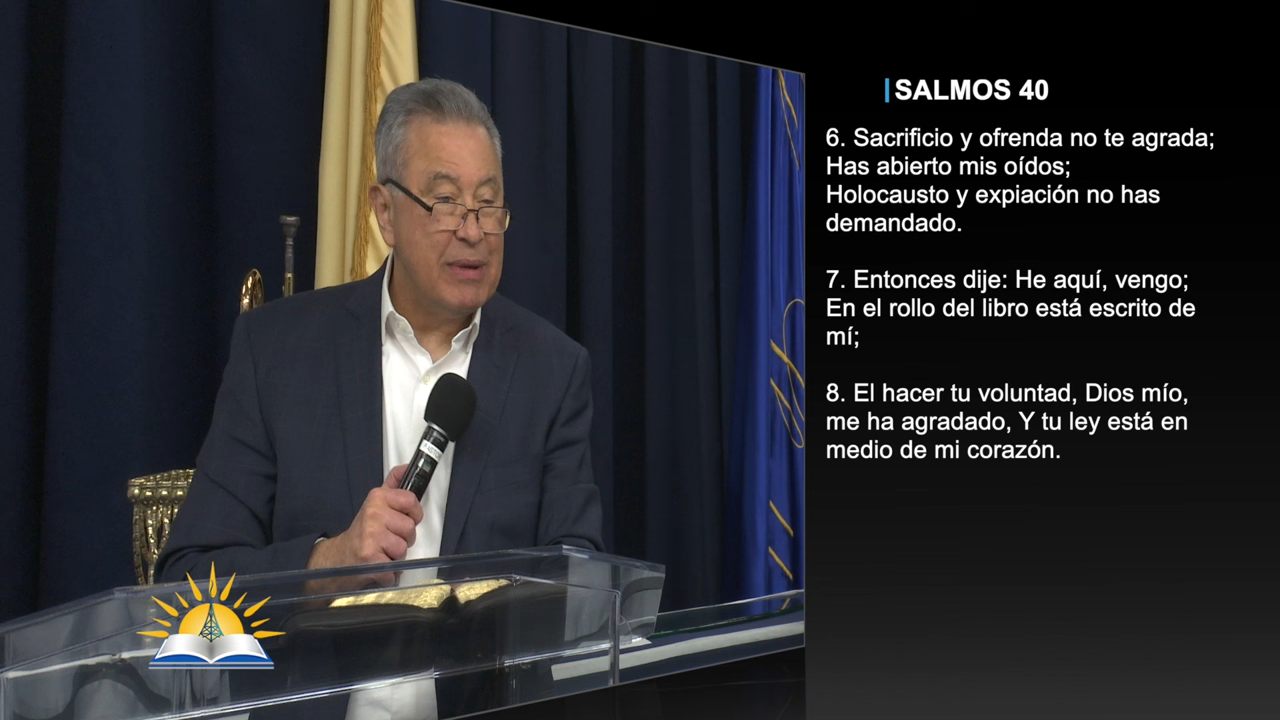 SALMOS 40
6. Sacrificio y ofrenda no te agrada;
Has abierto mis oídos;
Holocausto y expiación no has
demandado.
7. Entonces dije: He aquí, vengo;
En el rollo del libro está escrito de
mí;
8. El hacer tu voluntad, Dios mío,
me ha agradado, Y tu ley está en
medio de mi corazón.